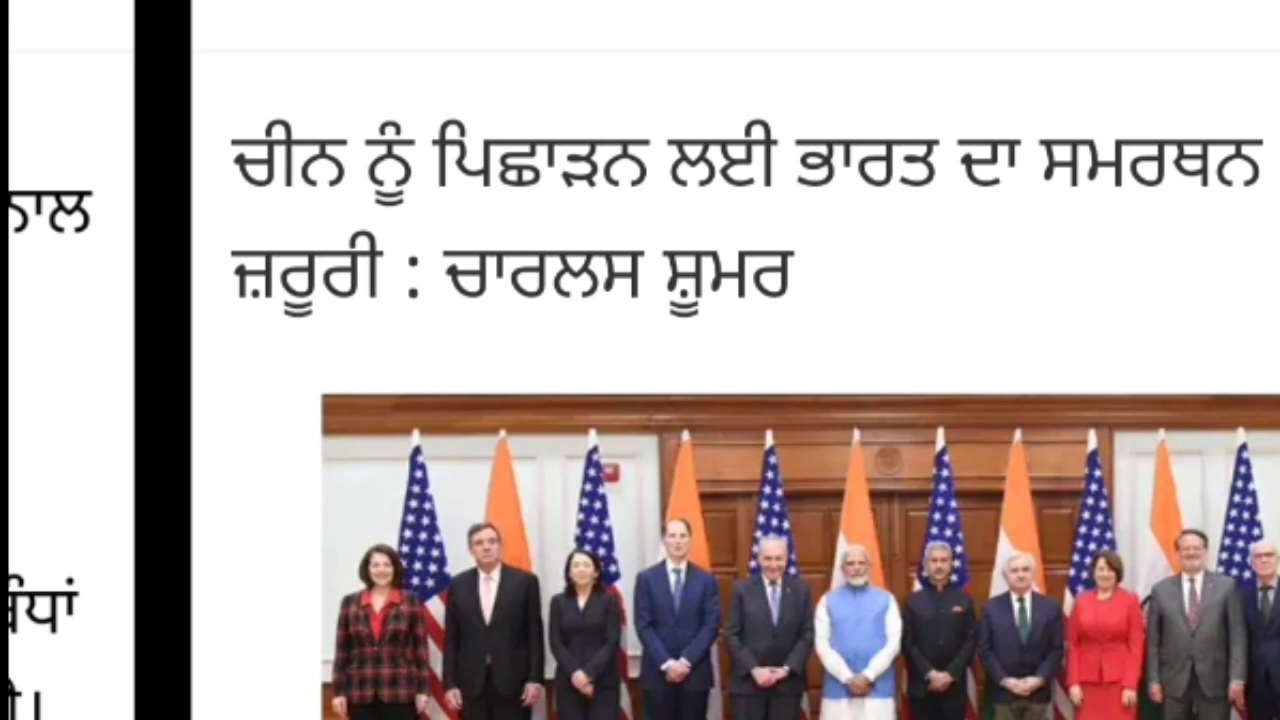 ਨਾਲ
ਚੀਨ ਨੂੰ ਪਿਛਾੜਨ ਲਈ ਭਾਰਤ ਦਾ ਸਮਰਥਨ
ਜ਼ਰੂਰੀ : ਚਾਰਲਸ ਸ਼ੂਮਰ